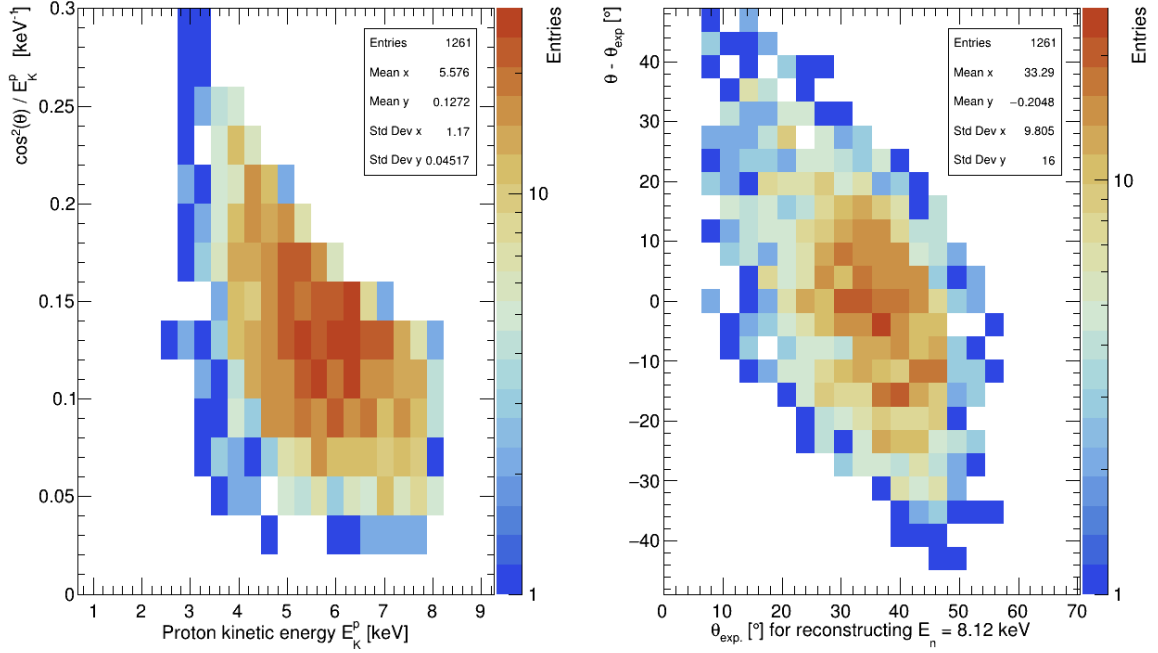 cos²(θ) / E_K^p [keV⁻¹]
0.3
0.25
0.2
0.15
0.1
0.05
0
1 2 3 4 5 6 7 8 9
Proton kinetic energy E_K^p [keV]
Entries 1261
Mean x 5.576
Mean y 0.1272
Std Dev x 1.17
Std Dev y 0.04517
Entries
10
1
θ - θ_exp [°]
40
30
20
10
0
−10
−20
−30
−40
0 10 20 30 40 50 60 70
θ_exp. [°] for reconstructing E_n = 8.12 keV
Entries 1261
Mean x 33.29
Mean y −0.2048
Std Dev x 9.805
Std Dev y 16
Entries
10
1